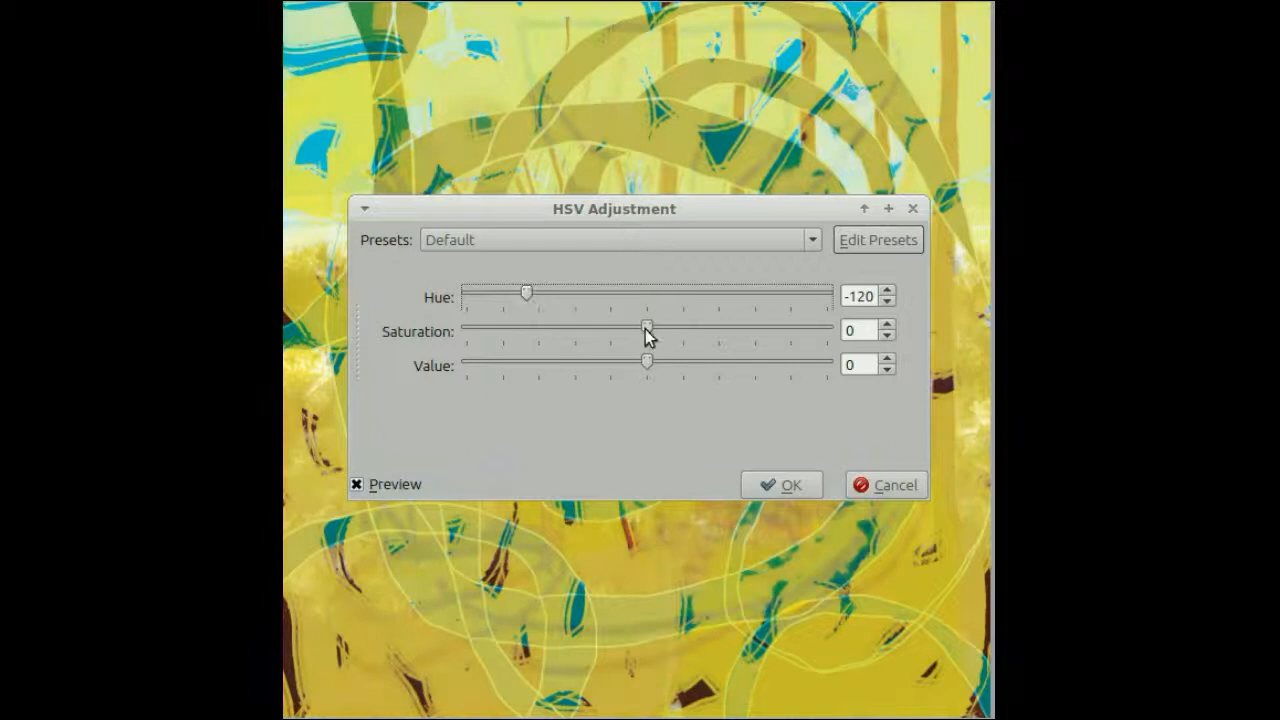 HSV Adjustment
Presets: Default Edit Presets
Hue: -120
Saturation: 0
Value: 0
Preview OK Cancel